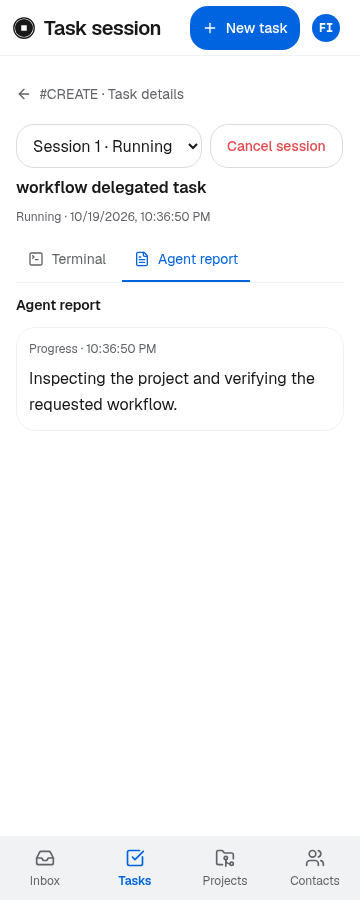 Task session
New task
FI
#CREATE · Task details
Session 1 · Running
Cancel session
workflow delegated task
Running · 10/19/2026, 10:36:50 PM
Terminal
Agent report
Agent report
Progress · 10:36:50 PM
Inspecting the project and verifying the
requested workflow.
Inbox
Tasks
Projects
Contacts